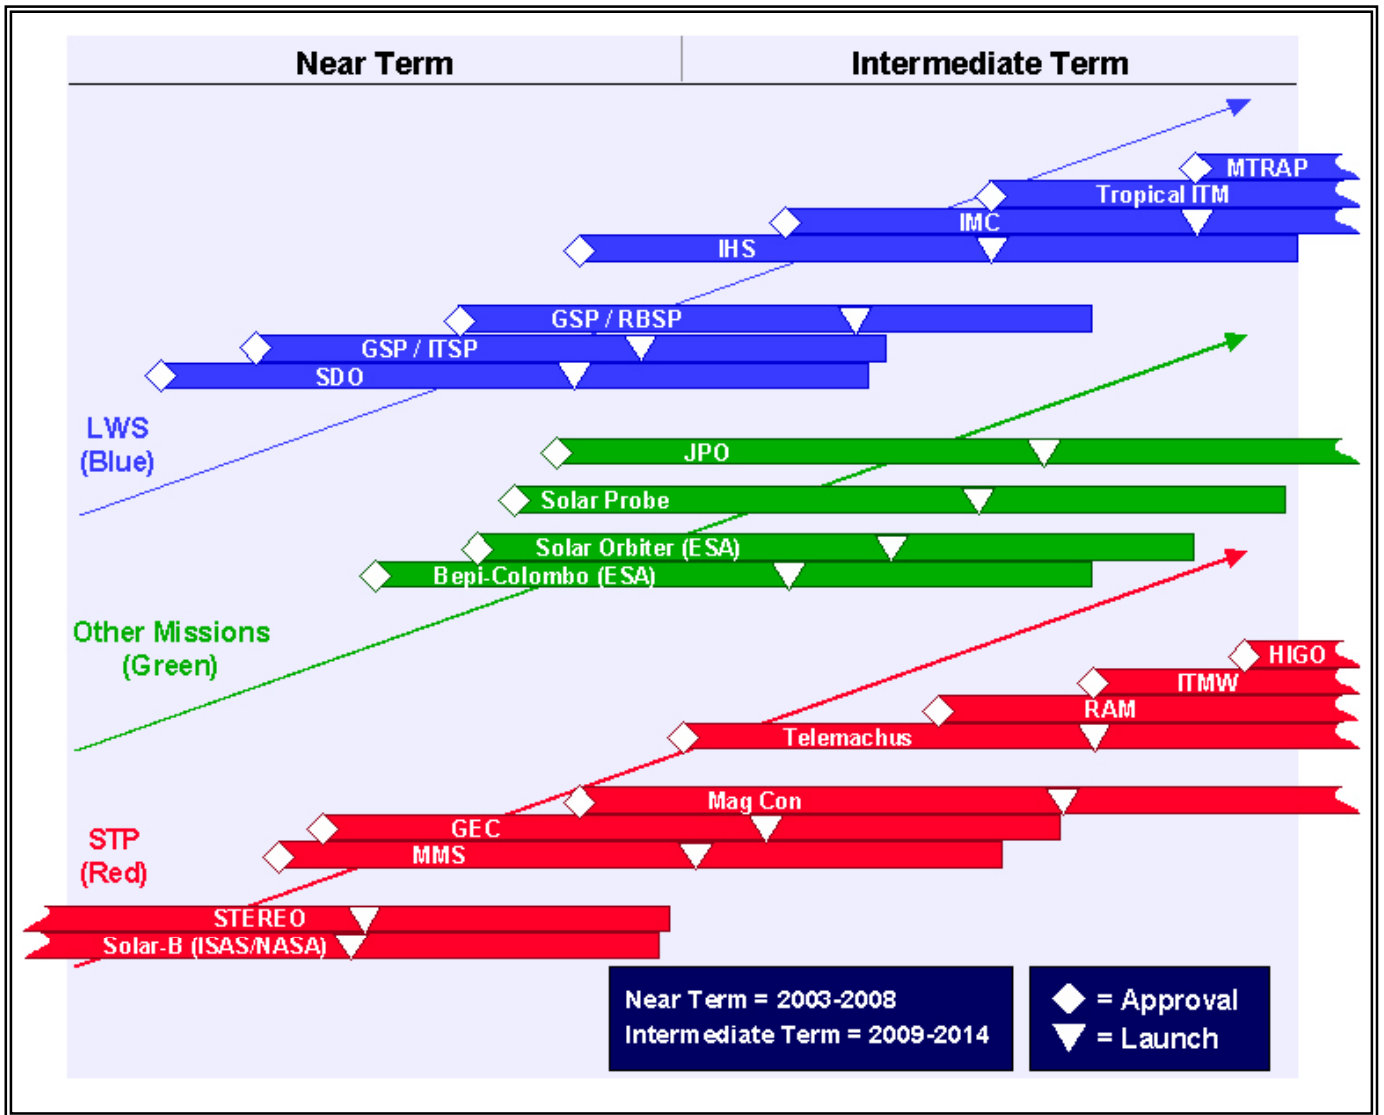 Near Term
Intermediate Term
MTRAP
Tropical ITM
IMC
IHS
GSP / RBSP
GSP / ITSP
SDO
LWS
(Blue)
JPO
Solar Probe
Solar Orbiter (ESA)
Bepi-Colombo (ESA)
Other Missions
(Green)
HIGO
ITMW
RAM
Telemachus
Mag Con
GEC
MMS
STP
(Red)
STEREO
Solar-B (ISAS/NASA)
Near Term = 2003-2008
Intermediate Term = 2009-2014
= Approval
= Launch